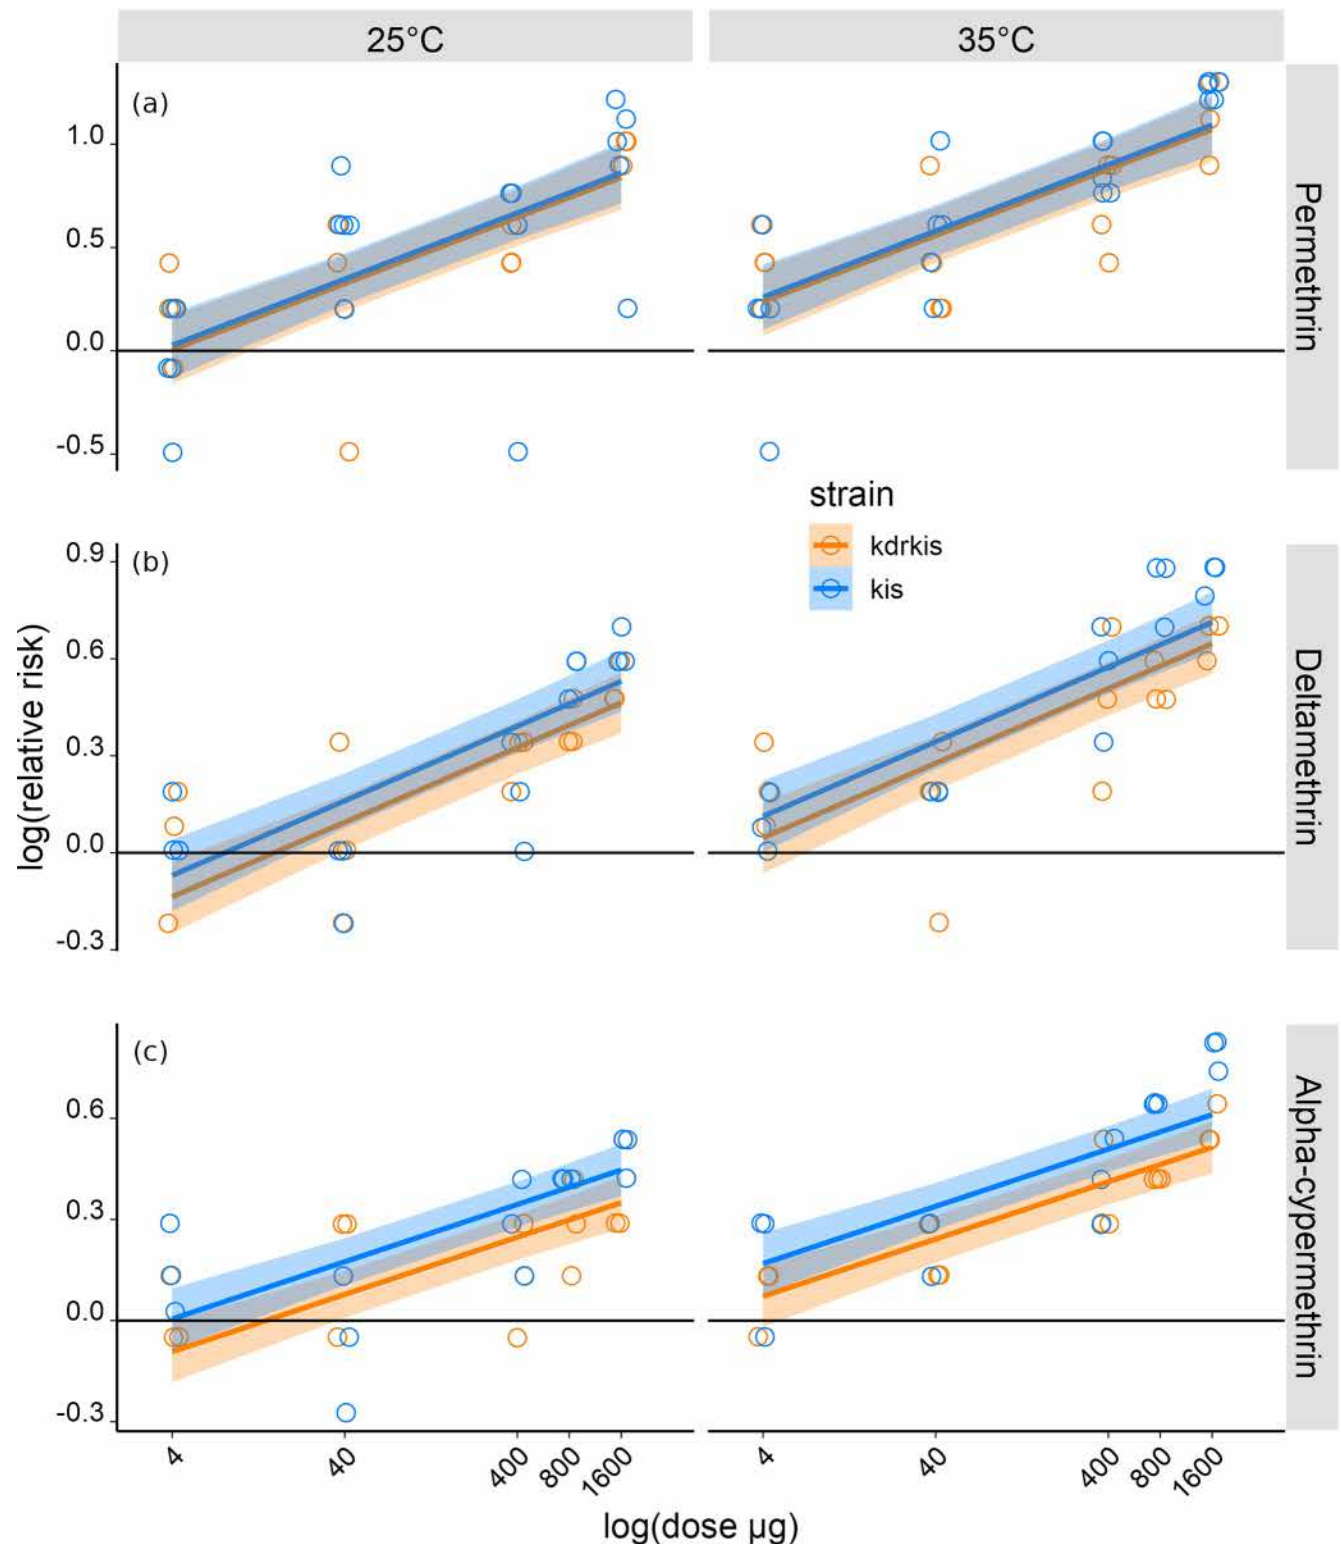 25°C
35°C
(a)
1.0
0.5
0.0
-0.5
Permethrin
strain
kdrkis
kis
(b)
0.9
0.6
0.3
0.0
-0.3
Deltamethrin
log(relative risk)
(c)
0.6
0.3
0.0
-0.3
Alpha-cypermethrin
4
40
400
800
1600
4
40
400
800
1600
log(dose µg)